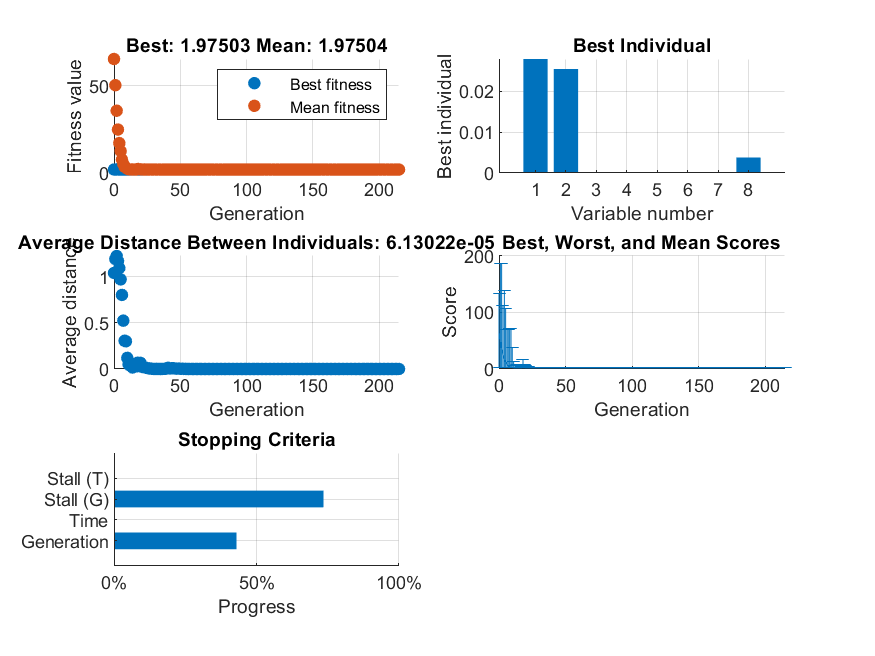 Best: 1.97503 Mean: 1.97504
Fitness value
50
0
Best fitness
Mean fitness
0 50 100 150 200
Generation
Best Individual
Best individual
0.02
0.01
0
1 2 3 4 5 6 7 8
Variable number
Average Distance Between Individuals: 6.13022e-05
Average distance
1
0.5
0
0 50 100 150 200
Generation
Best, Worst, and Mean Scores
Score
200
100
0
0 50 100 150 200
Generation
Stopping Criteria
Stall (T)
Stall (G)
Time
Generation
0% 50% 100%
Progress